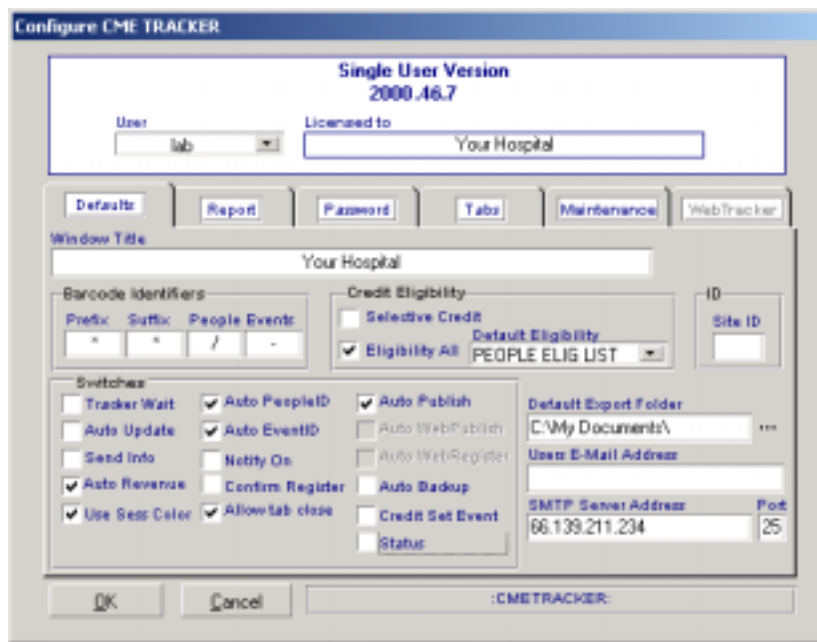 Configure CME TRACKER
Single User Version
2000.46.7
User Licensed to
lab Your Hospital
Defaults Report Password Tabs Maintenance WebTracker
Window Title
Your Hospital
Barcode Identifiers Credit Eligibility ID
Prefix Suffix People Events Selective Credit Default Eligibility Site ID
* * / - Eligibility All PEOPLE ELIG LIST
Switches
Tracker Wait Auto PeopleID Auto Publish Default Export Folder
Auto Update Auto EventID Auto WebPublish C:\My Documents\ ...
Send Info Notify On Auto WebRegister Users E-Mail Address
Auto Revenue Confirm Register Auto Backup
Use Sess Color Allow tab close Credit Set Event SMTP Server Address Port
Status 66.139.211.234 25
OK Cancel :CMETRACKER: